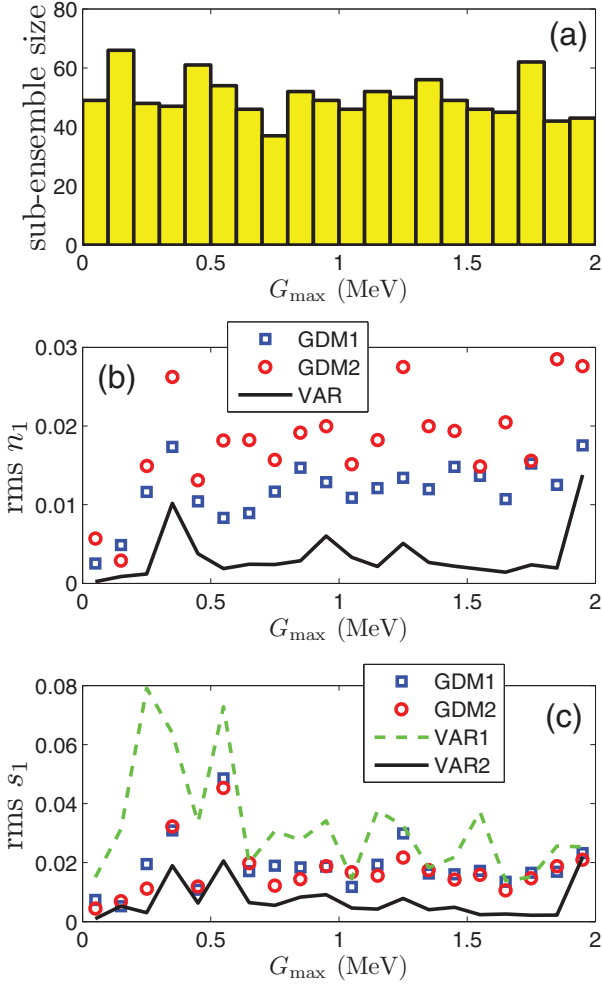 80
60
40
20
0
sub-ensemble size
(a)
0 0.5 1 1.5 2
G_max (MeV)
GDM1
GDM2
VAR
0.03
0.02
0.01
0
rms n_1
(b)
0 0.5 1 1.5 2
G_max (MeV)
GDM1
GDM2
VAR1
VAR2
0.08
0.06
0.04
0.02
0
rms s_1
(c)
0 0.5 1 1.5 2
G_max (MeV)